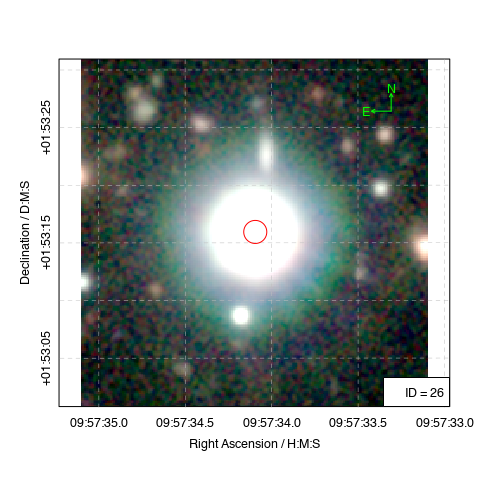 N
E
+01:53:25
+01:53:15
+01:53:05
Declination / D:M:S
ID = 26
09:57:35.0 09:57:34.5 09:57:34.0 09:57:33.5 09:57:33.0
Right Ascension / H:M:S